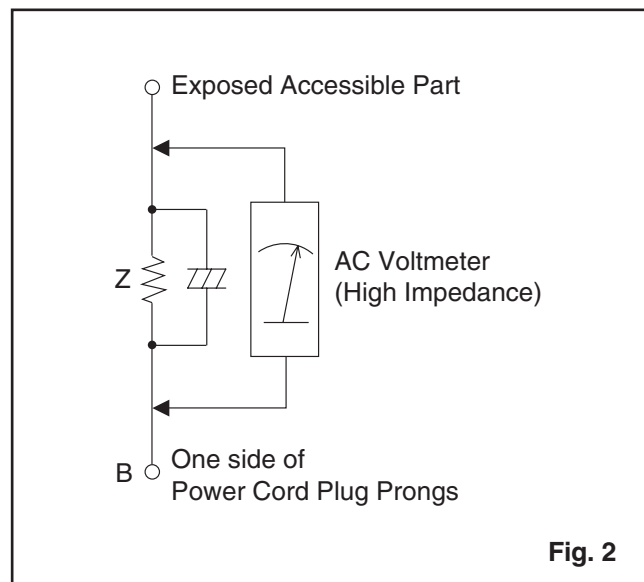 Exposed Accessible Part
Z
AC Voltmeter
(High Impedance)
B
One side of
Power Cord Plug Prongs
Fig. 2